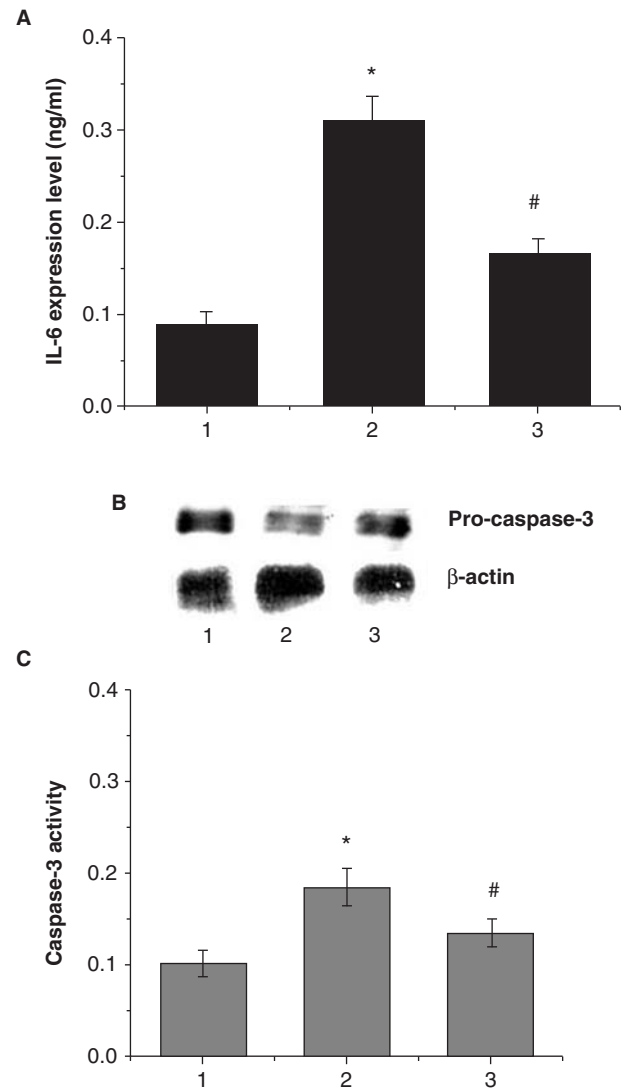 A
IL-6 expression level (ng/ml)
0.4
0.3
0.2
0.1
0.0
*
#
1 2 3
B
Pro-caspase-3
β-actin
1 2 3
C
Caspase-3 activity
0.4
0.3
0.2
0.1
0.0
*
#
1 2 3